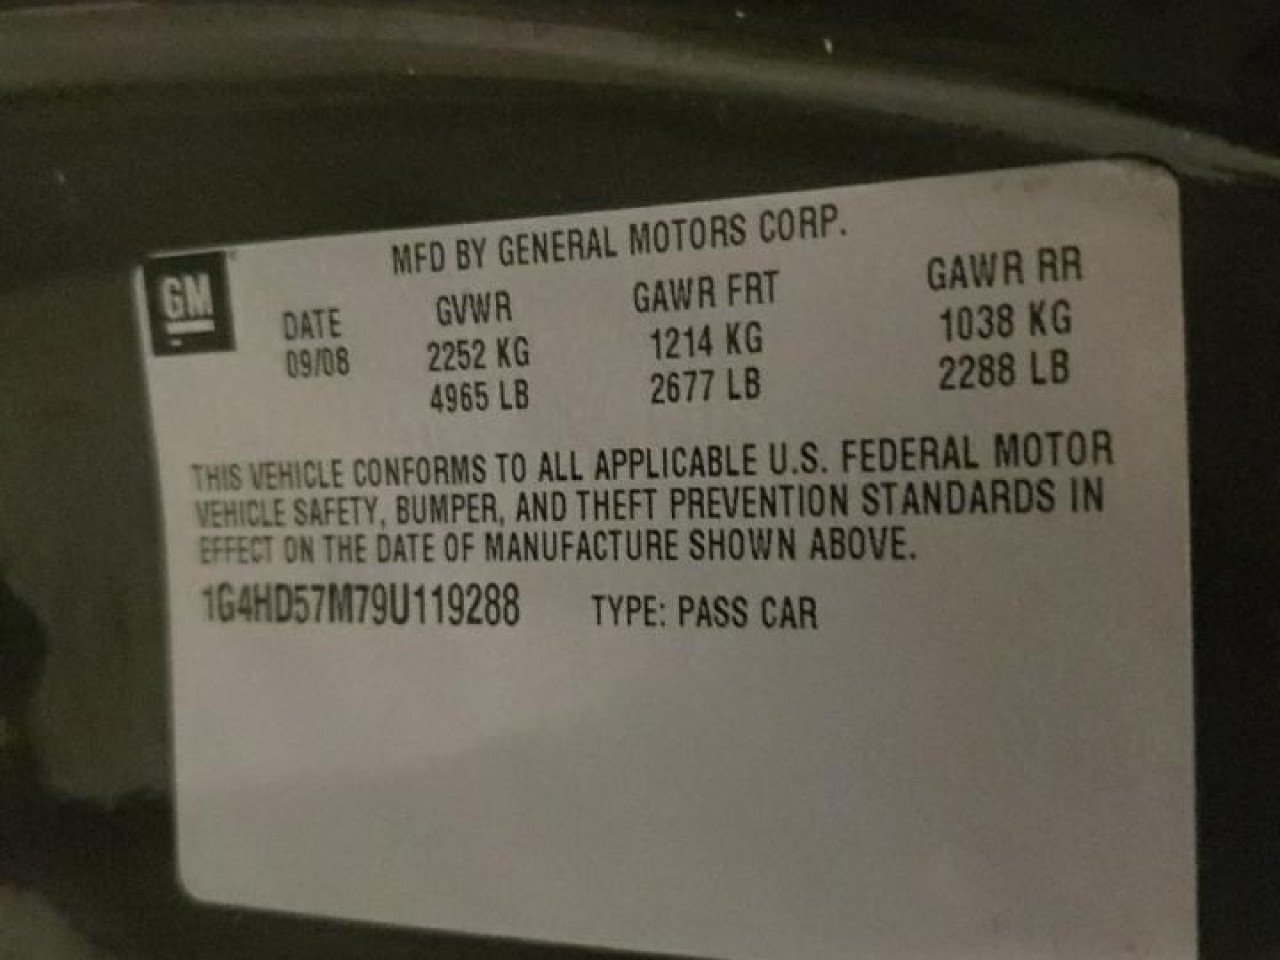 GM
MFD BY GENERAL MOTORS CORP.
DATE GVWR GAWR FRT GAWR RR
09/08 2252 KG 1214 KG 1038 KG
4965 LB 2677 LB 2288 LB
THIS VEHICLE CONFORMS TO ALL APPLICABLE U.S. FEDERAL MOTOR
VEHICLE SAFETY, BUMPER, AND THEFT PREVENTION STANDARDS IN
EFFECT ON THE DATE OF MANUFACTURE SHOWN ABOVE.
1G4HD57M79U119288 TYPE: PASS CAR